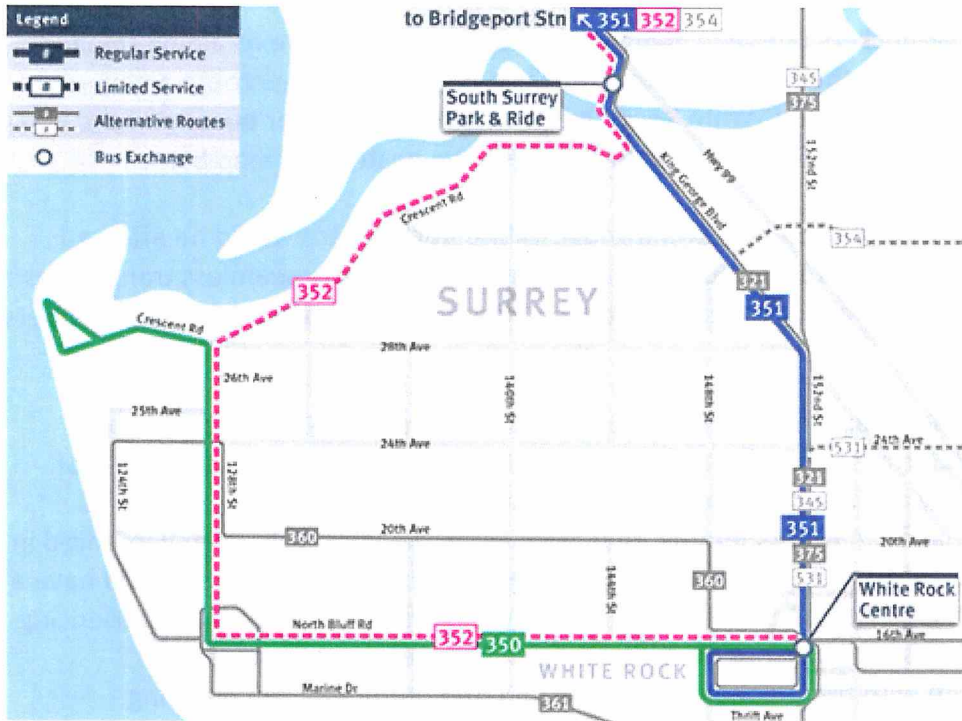 Legend
# Regular Service
# Limited Service
# Alternative Routes
#
Bus Exchange
to Bridgeport Stn 351 352 354
South Surrey
Park & Ride
345
375
152nd St
Hwy 99
King George Blvd
Crescent Rd
354
321
351
352
SURREY
Crescent Rd
28th Ave
26th Ave
25th Ave
140th St
148th St
152nd St
24th Ave
531
24th Ave
124th St
128th St
321
345
351
375
531
20th Ave
360
20th Ave
144th St
360
White Rock
Centre
16th Ave
North Bluff Rd
352
350
WHITE ROCK
Marine Dr
361
Thrift Ave